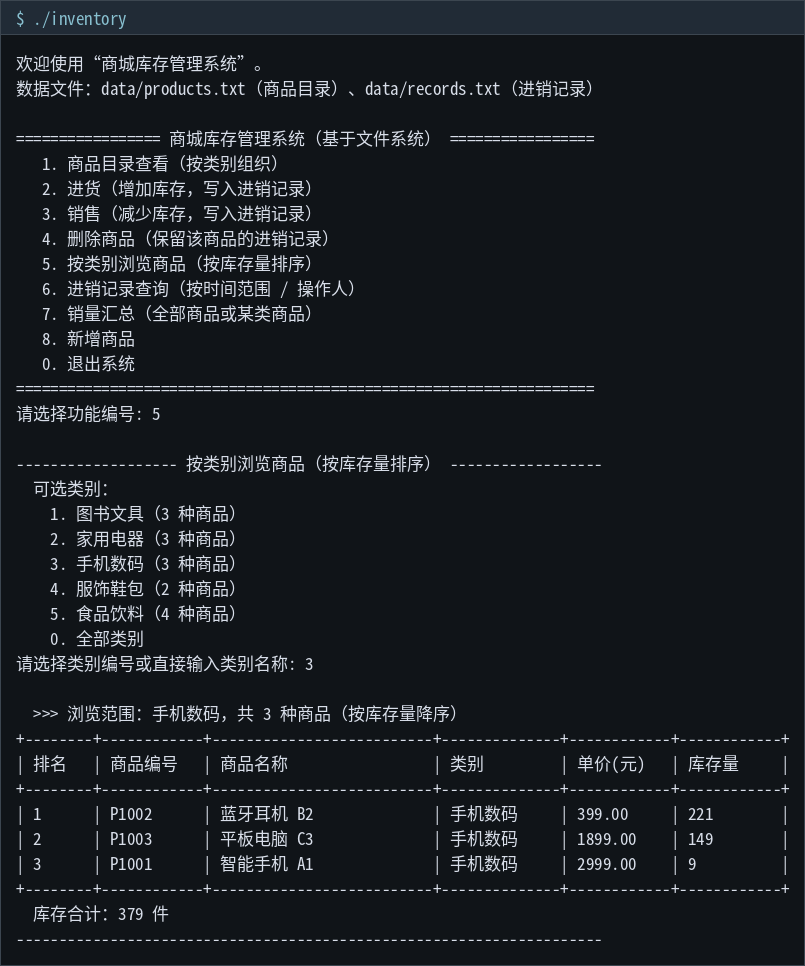 $ ./inventory
欢迎使用“商城库存管理系统”。
数据文件：data/products.txt（商品目录）、data/records.txt（进销记录）
================= 商城库存管理系统（基于文件系统） =================
1. 商品目录查看（按类别组织）
2. 进货（增加库存，写入进销记录）
3. 销售（减少库存，写入进销记录）
4. 删除商品（保留该商品的进销记录）
5. 按类别浏览商品（按库存量排序）
6. 进销记录查询（按时间范围 / 操作人）
7. 销量汇总（全部商品或某类商品）
8. 新增商品
0. 退出系统
====================================================================
请选择功能编号: 5
------------------- 按类别浏览商品（按库存量排序） ------------------
可选类别：
1. 图书文具（3 种商品）
2. 家用电器（3 种商品）
3. 手机数码（3 种商品）
4. 服饰鞋包（2 种商品）
5. 食品饮料（4 种商品）
0. 全部类别
请选择类别编号或直接输入类别名称: 3
>>> 浏览范围：手机数码，共 3 种商品（按库存量降序）
+--------+------------+--------------------------+--------------+------------+------------+
| 排名 | 商品编号 | 商品名称 | 类别 | 单价(元) | 库存量 |
+--------+------------+--------------------------+--------------+------------+------------+
| 1 | P1002 | 蓝牙耳机 B2 | 手机数码 | 399.00 | 221 |
| 2 | P1003 | 平板电脑 C3 | 手机数码 | 1899.00 | 149 |
| 3 | P1001 | 智能手机 A1 | 手机数码 | 2999.00 | 9 |
+--------+------------+--------------------------+--------------+------------+------------+
库存合计：379 件
---------------------------------------------------------------------